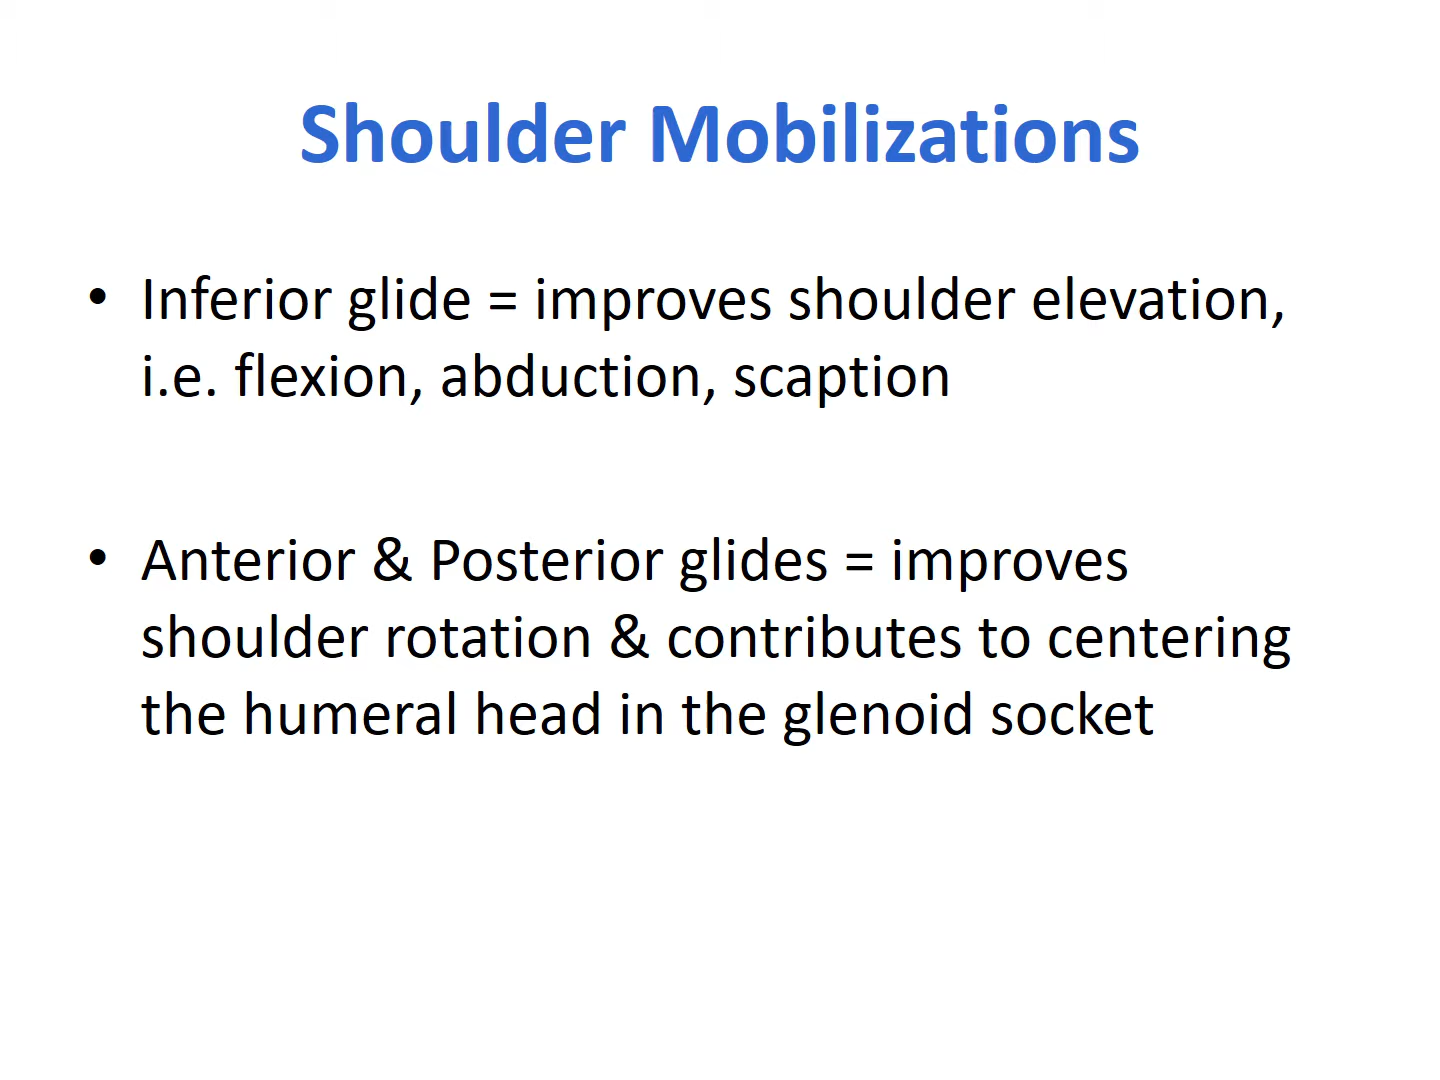 Shoulder Mobilizations
• Inferior glide = improves shoulder elevation,
i.e. flexion, abduction, scaption
• Anterior & Posterior glides = improves
shoulder rotation & contributes to centering
the humeral head in the glenoid socket